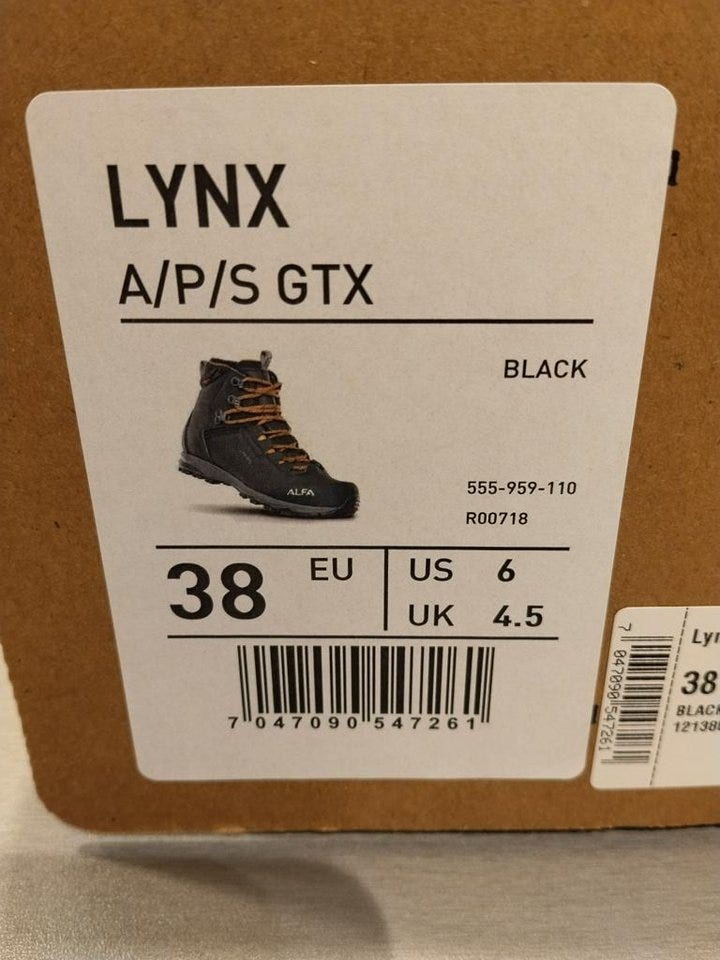 LYNX
A/P/S GTX
BLACK
ALFA
555-959-110
R00718
38 EU US 6
UK 4.5
7 047090 547261
7 047090 547261
38
BLACK